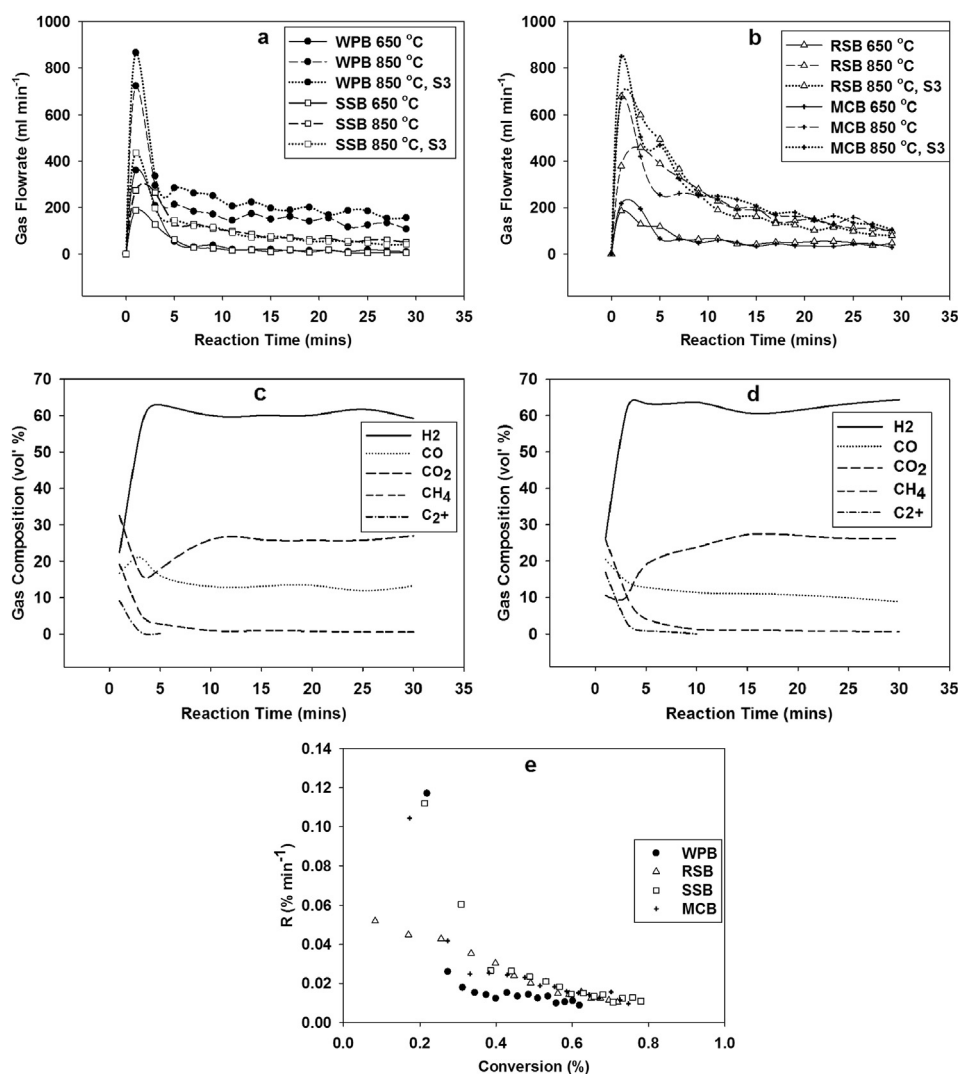 a
1000
800
600
400
200
0
Gas Flowrate (ml min⁻¹)
WPB 650 °C
WPB 850 °C
WPB 850 °C, S3
SSB 650 °C
SSB 850 °C
SSB 850 °C, S3
0 5 10 15 20 25 30 35
Reaction Time (mins)
b
1000
800
600
400
200
0
Gas Flowrate (ml min⁻¹)
RSB 650 °C
RSB 850 °C
RSB 850 °C, S3
MCB 650 °C
MCB 850 °C
MCB 850 °C, S3
0 5 10 15 20 25 30 35
Reaction Time (mins)
c
70
60
50
40
30
20
10
0
Gas Composition (vol' %)
H2
CO
CO₂
CH₄
C₂+
0 5 10 15 20 25 30 35
Reaction Time (mins)
d
70
60
50
40
30
20
10
0
Gas Composition (vol' %)
H2
CO
CO₂
CH₄
C2+
0 5 10 15 20 25 30 35
Reaction Time (mins)
e
0.14
0.12
0.10
0.08
0.06
0.04
0.02
0.00
R (% min⁻¹)
WPB
RSB
SSB
MCB
0.0 0.2 0.4 0.6 0.8 1.0
Conversion (%)